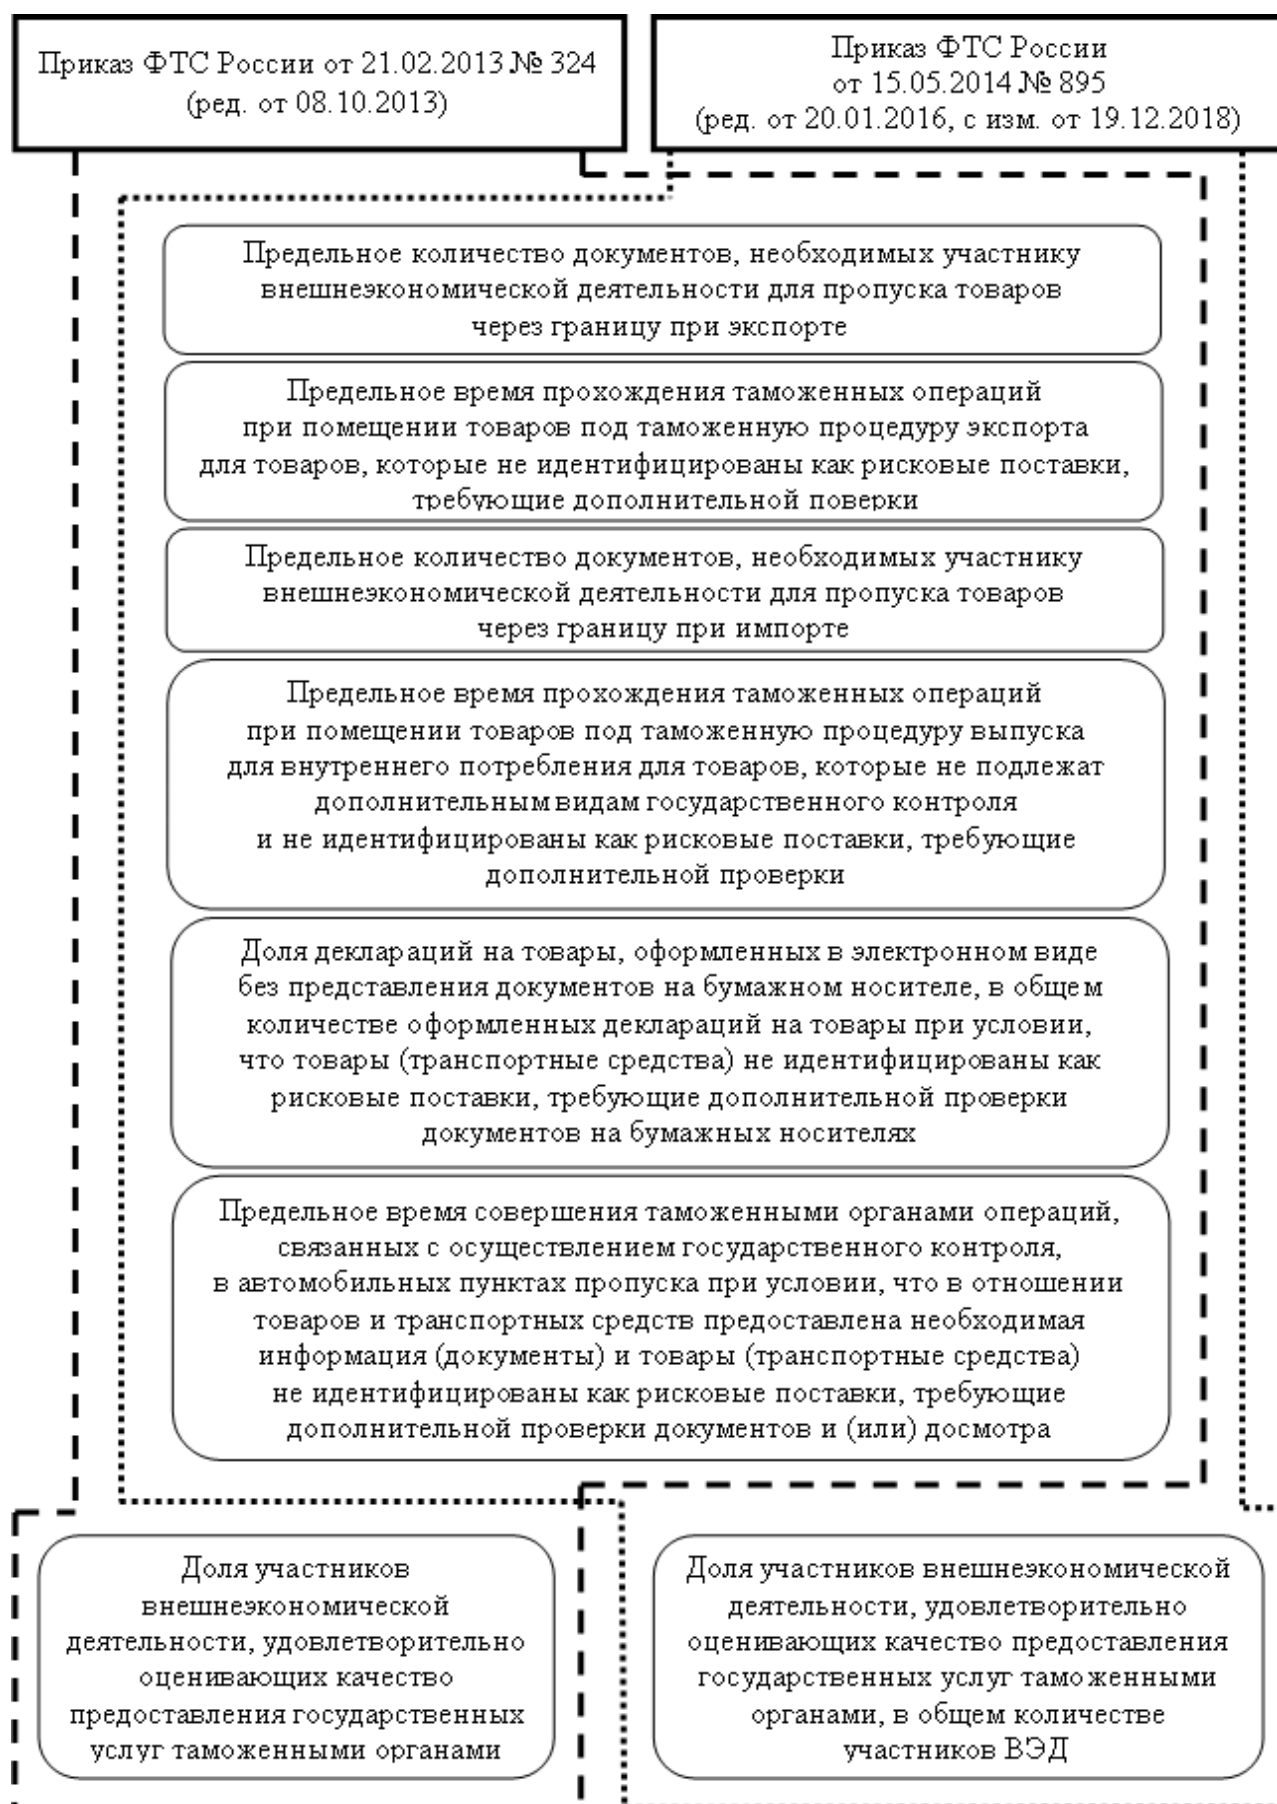 Приказ ФТС России от 21.02.2013 № 324
(ред. от 08.10.2013)
Приказ ФТС России
от 15.05.2014 № 895
(ред. от 20.01.2016, с изм. от 19.12.2018)
Предельное количество документов, необходимых участнику
внешнеэкономической деятельности для пропуска товаров
через границу при экспорте
Предельное время прохождения таможенных операций
при помещении товаров под таможенную процедуру экспорта
для товаров, которые не идентифицированы как рисковые поставки,
требующие дополнительной поверки
Предельное количество документов, необходимых участнику
внешнеэкономической деятельности для пропуска товаров
через границу при импорте
Предельное время прохождения таможенных операций
при помещении товаров под таможенную процедуру выпуска
для внутреннего потребления для товаров, которые не подлежат
дополнительным видам государственного контроля
и не идентифицированы как рисковые поставки, требующие
дополнительной проверки
Доля деклараций на товары, оформленных в электронном виде
без представления документов на бумажном носителе, в общем
количестве оформленных деклараций на товары при условии,
что товары (транспортные средства) не идентифицированы как
рисковые поставки, требующие дополнительной проверки
документов на бумажных носителях
Предельное время совершения таможенными органами операций,
связанных с осуществлением государственного контроля,
в автомобильных пунктах пропуска при условии, что в отношении
товаров и транспортных средств предоставлена необходимая
информация (документы) и товары (транспортные средства)
не идентифицированы как рисковые поставки, требующие
дополнительной проверки документов и (или) досмотра
Доля участников
внешнеэкономической
деятельности, удовлетворительно
оценивающих качество
предоставления государственных
услуг таможенными органами
Доля участников внешнеэкономической
деятельности, удовлетворительно
оценивающих качество предоставления
государственных услуг таможенными
органами, в общем количестве
участников ВЭД